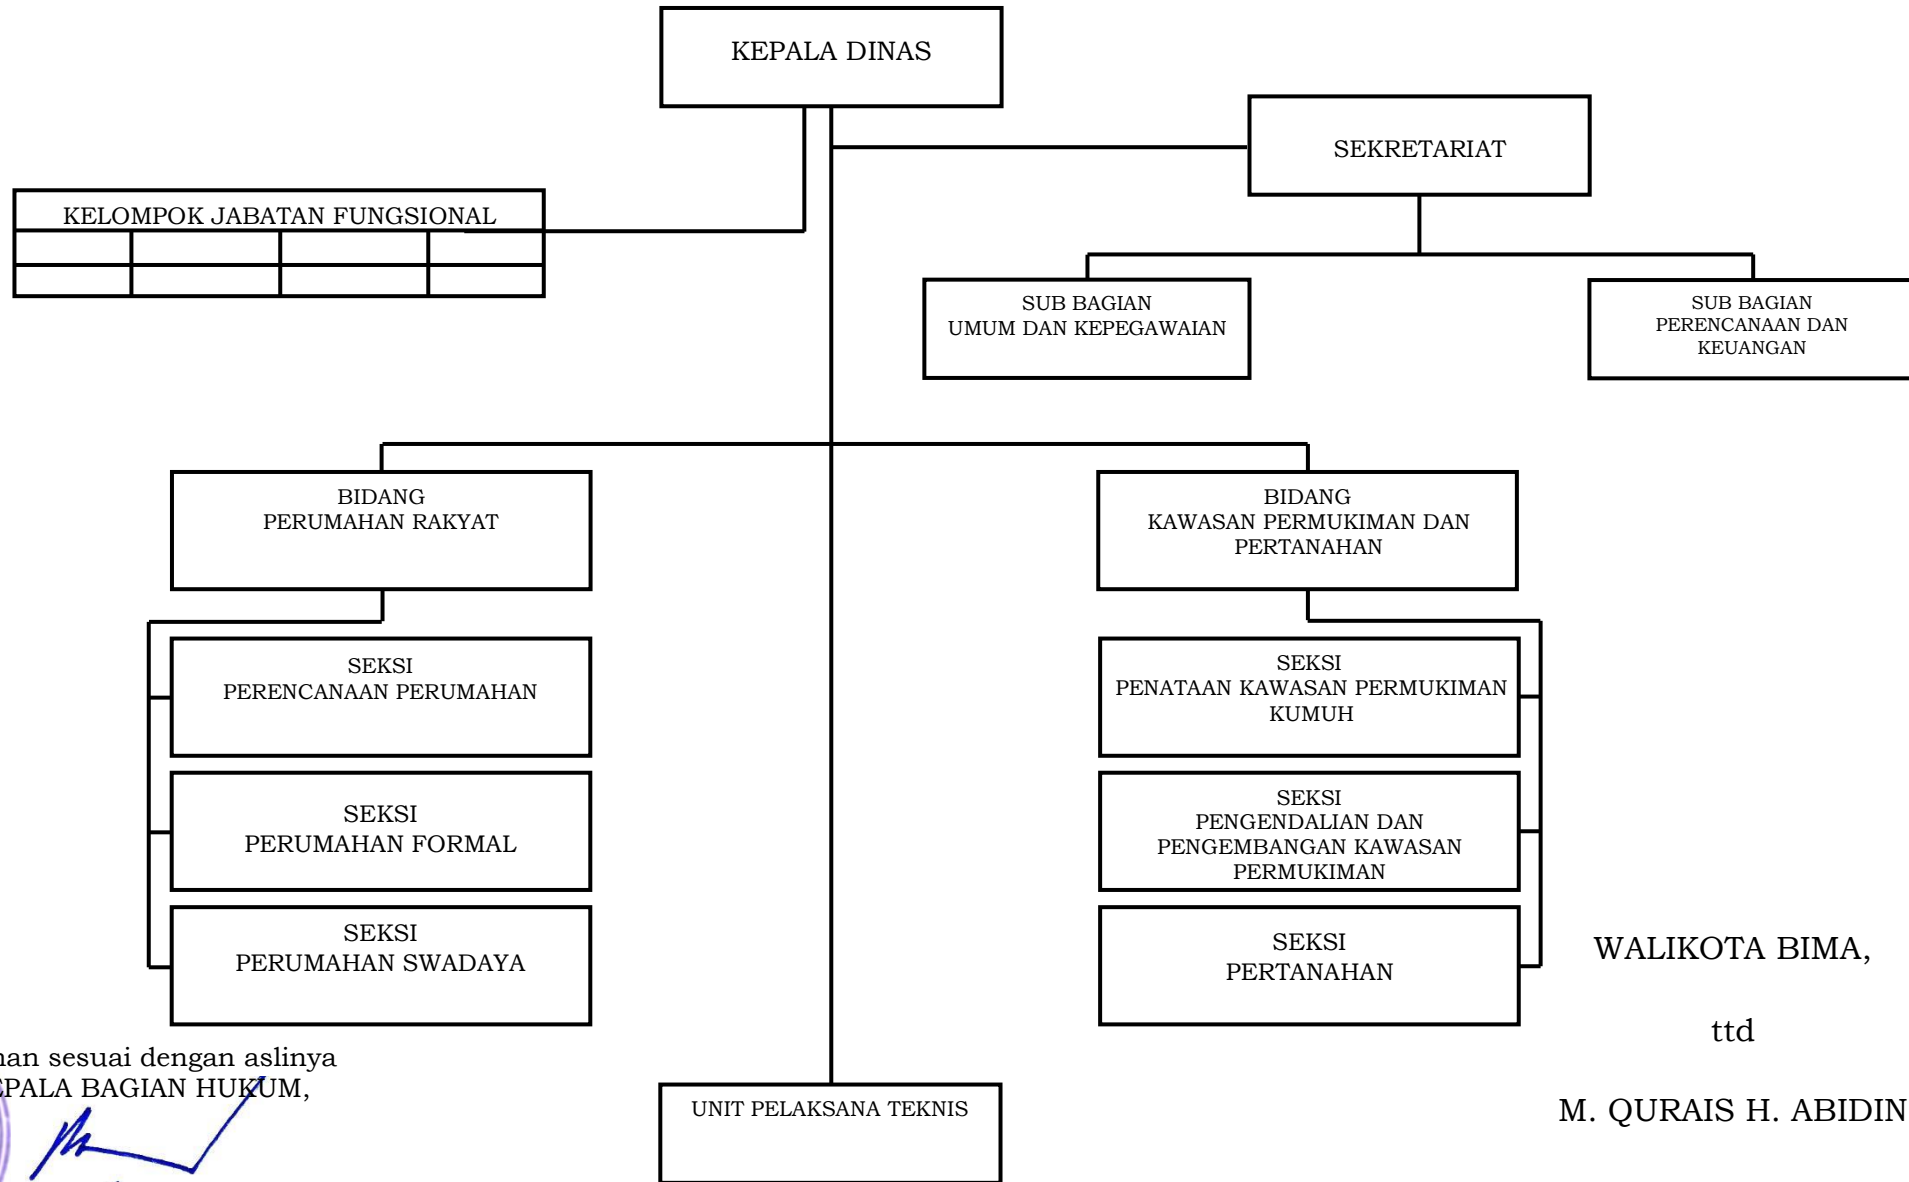 KEPALA DINAS
SEKRETARIAT
KELOMPOK JABATAN FUNGSIONAL
SUB BAGIAN
UMUM DAN KEPEGAWAIAN
SUB BAGIAN
PERENCANAAN DAN
KEUANGAN
BIDANG
PERUMAHAN RAKYAT
BIDANG
KAWASAN PERMUKIMAN DAN
PERTANAHAN
SEKSI
PERENCANAAN PERUMAHAN
SEKSI
PENATAAN KAWASAN PERMUKIMAN
KUMUH
SEKSI
PERUMAHAN FORMAL
SEKSI
PENGENDALIAN DAN
PENGEMBANGAN KAWASAN
PERMUKIMAN
SEKSI
PERUMAHAN SWADAYA
SEKSI
PERTANAHAN
WALIKOTA BIMA,
ttd
M. QURAIS H. ABIDIN
sesuai dengan aslinya
BAGIAN HUKUM,
UNIT PELAKSANA TEKNIS